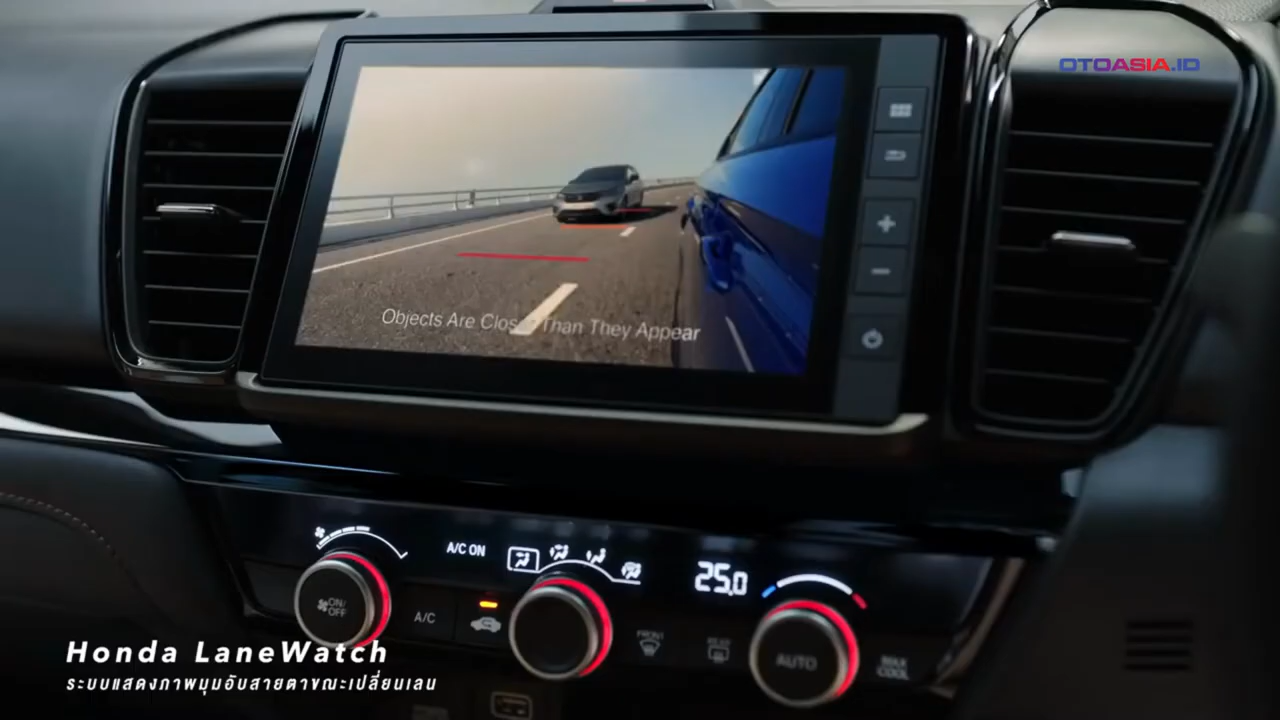 OTOASIA.ID
Objects Are Closer Than They Appear
A/C ON
25.0
ON/
OFF
A/C
FRONT
REAR
AUTO
MAX
COOL
Honda LaneWatch
ระบบแสดงภาพมุมอับสายตาขณะเปลี่ยนเลน